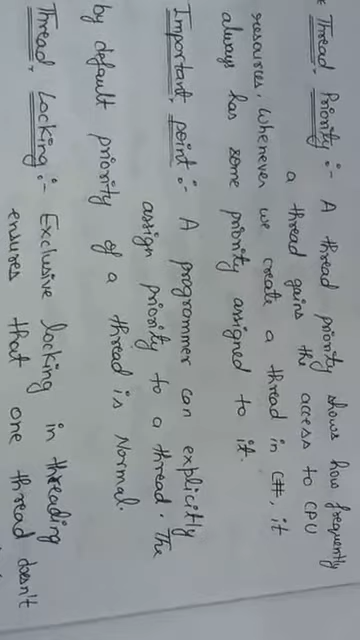 Thread Priority :- A thread priority shows how frequently
a thread gains the access to CPU
resources. Whenever we create a thread in C#, it
always has some priority assigned to it.
Important point :- A programmer can explicitly
assign priority to a thread. The
by default priority of a thread is Normal.
Thread Locking :- Exclusive locking in threading
ensures that one thread doesn't